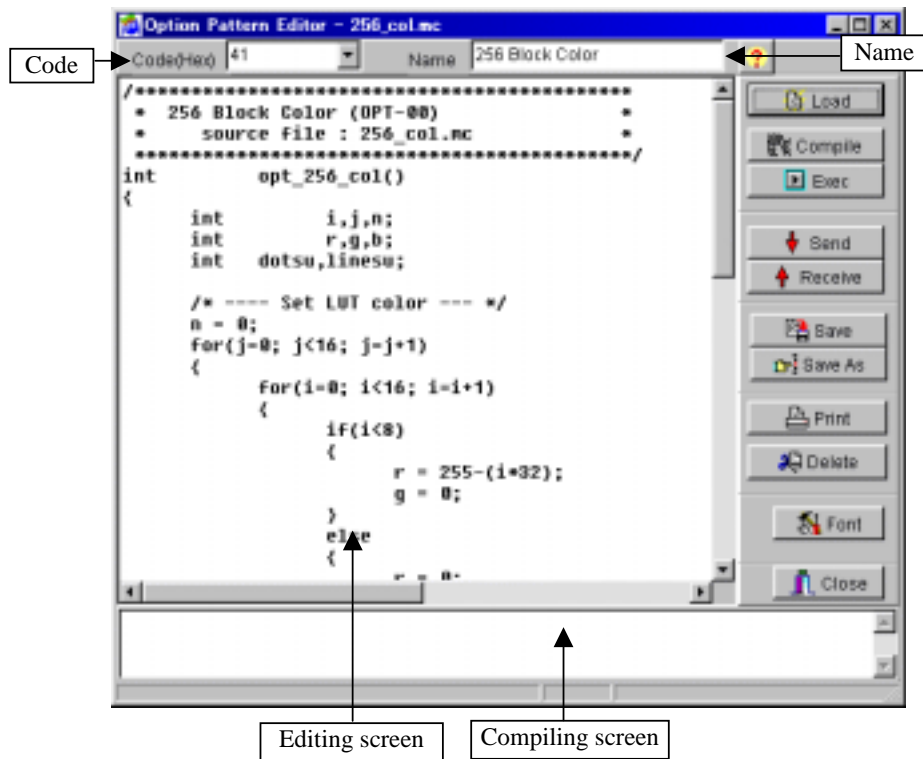 Option Pattern Editor - 256_col.mc
Code
Code(Hex) 41 Name 256 Block Color
Name
/********************************************
* 256 Block Color (OPT-00) *
* source file : 256_col.mc *
********************************************/
int opt_256_col()
{
int i,j,n;
int r,g,b;
int dotsu,linesu;
/* ---- Set LUT color --- */
n = 0;
for(j=0; j<16; j=j+1)
{
for(i=0; i<16; i=i+1)
{
if(i<8)
{
r = 255-(i*32);
g = 0;
}
else
{
r = 0;
Load
Compile
Exec
Send
Receive
Save
Save As
Print
Delete
Font
Close
Editing screen
Compiling screen